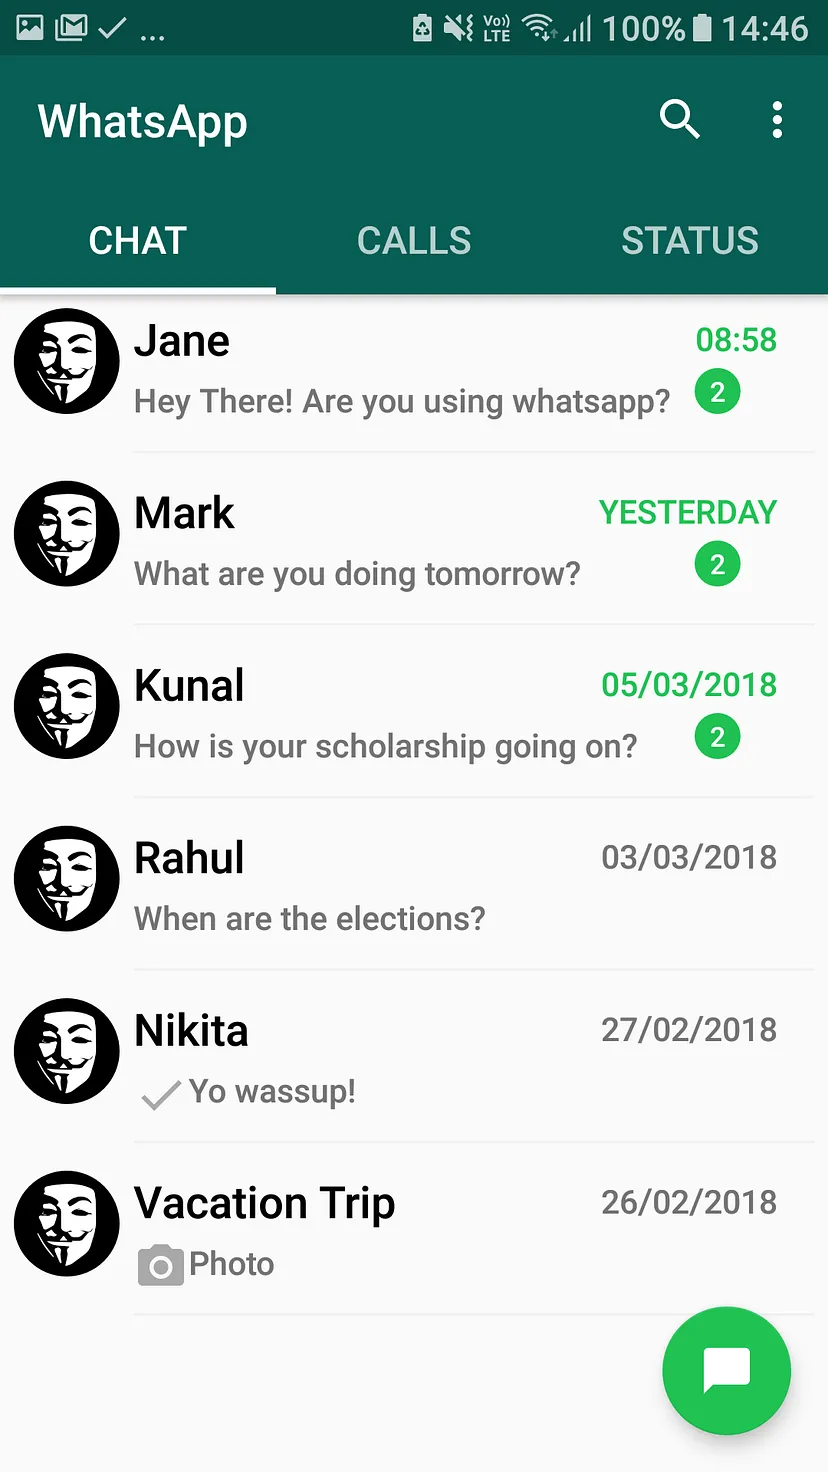 ... Vo)) LTE 100% 14:46
WhatsApp
CHAT CALLS STATUS
Jane 08:58
Hey There! Are you using whatsapp? 2
Mark YESTERDAY
What are you doing tomorrow? 2
Kunal 05/03/2018
How is your scholarship going on? 2
Rahul 03/03/2018
When are the elections?
Nikita 27/02/2018
Yo wassup!
Vacation Trip 26/02/2018
Photo